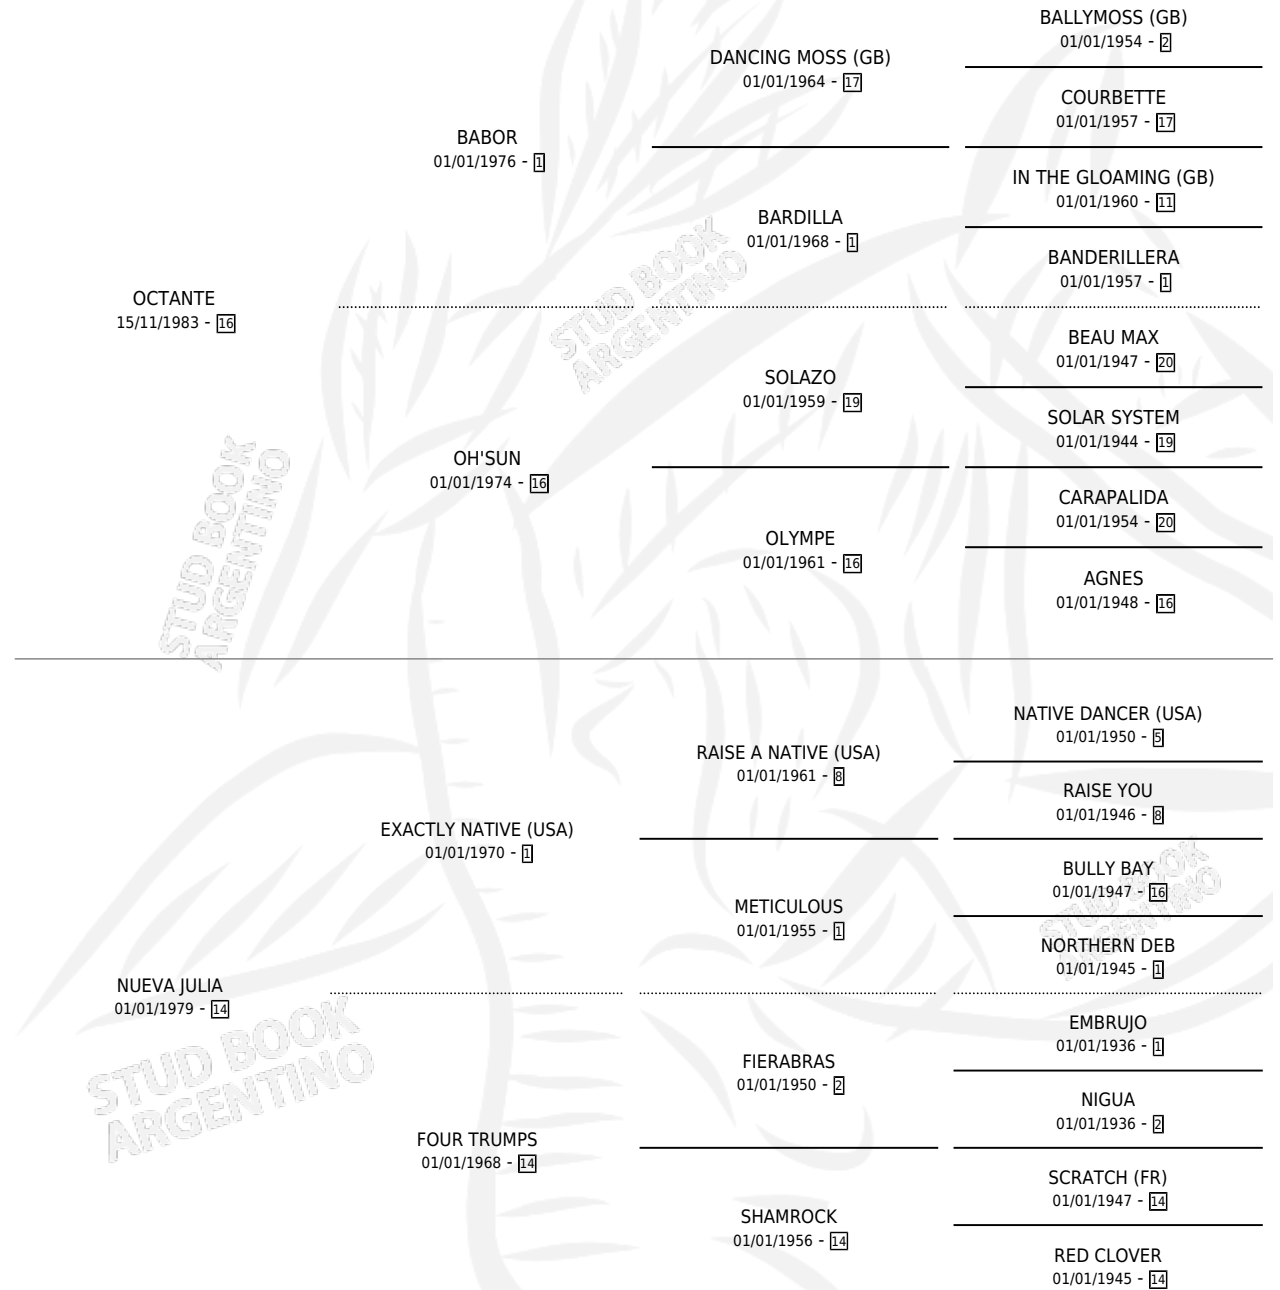 BALLYMOSS (GB)
01/01/1954 - 2
DANCING MOSS (GB)
01/01/1964 - 17
COURBETTE
01/01/1957 - 17
BABOR
01/01/1976 - 1
IN THE GLOAMING (GB)
01/01/1960 - 11
BARDILLA
01/01/1968 - 1
BANDERILLERA
01/01/1957 - 1
OCTANTE
15/11/1983 - 16
BEAU MAX
01/01/1947 - 20
SOLAZO
01/01/1959 - 19
SOLAR SYSTEM
01/01/1944 - 19
OH'SUN
01/01/1974 - 16
CARAPALIDA
01/01/1954 - 20
OLYMPE
01/01/1961 - 16
AGNES
01/01/1948 - 16
STUD BOOK
ARGENTINO
STUD BOOK
ARGENTINO
NATIVE DANCER (USA)
01/01/1950 - 5
RAISE A NATIVE (USA)
01/01/1961 - 8
RAISE YOU
01/01/1946 - 8
EXACTLY NATIVE (USA)
01/01/1970 - 1
BULLY BAY
01/01/1947 - 16
METICULOUS
01/01/1955 - 1
NORTHERN DEB
01/01/1945 - 1
NUEVA JULIA
01/01/1979 - 14
EMBRUJO
01/01/1936 - 1
FIERABRAS
01/01/1950 - 2
NIGUA
01/01/1936 - 2
FOUR TRUMPS
01/01/1968 - 14
SCRATCH (FR)
01/01/1947 - 14
SHAMROCK
01/01/1956 - 14
RED CLOVER
01/01/1945 - 14
STUD BOOK
ARGENTINO
STUD BOOK
ARGENTINO